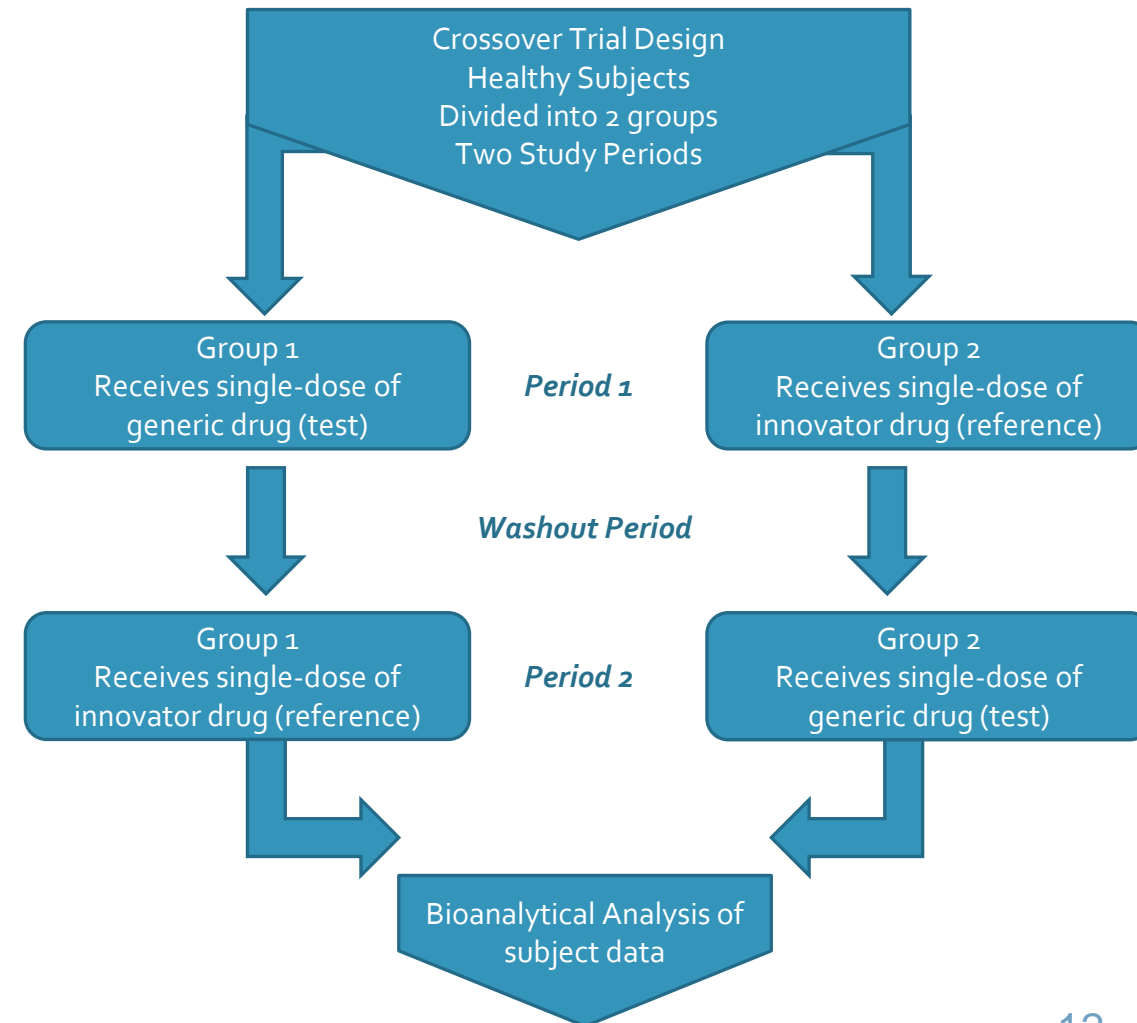 Crossover Trial Design
Healthy Subjects
Divided into 2 groups
Two Study Periods
Group 1
Receives single-dose of
generic drug (test)
Period 1
Group 2
Receives single-dose of
innovator drug (reference)
Washout Period
Group 1
Receives single-dose of
innovator drug (reference)
Period 2
Group 2
Receives single-dose of
generic drug (test)
Bioanalytical Analysis of
subject data